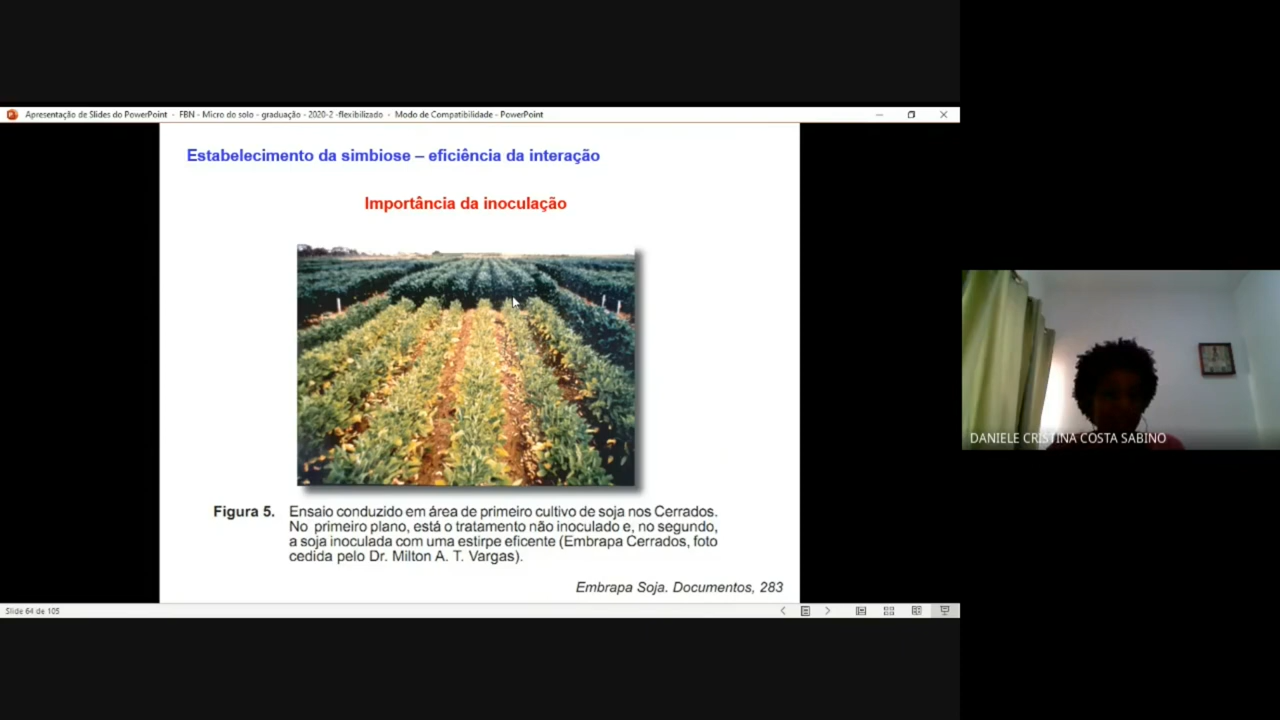 Apresentação de Slides do PowerPoint - FBN - Micro do solo - graduação - 2020-2 -flexibilizado - Modo de Compatibilidade - PowerPoint
Estabelecimento da simbiose – eficiência da interação
Importância da inoculação
Figura 5. Ensaio conduzido em área de primeiro cultivo de soja nos Cerrados.
No primeiro plano, está o tratamento não inoculado e, no segundo,
a soja inoculada com uma estirpe eficente (Embrapa Cerrados, foto
cedida pelo Dr. Milton A. T. Vargas).
Embrapa Soja. Documentos, 283
Slide 64 de 105
DANIELE CRISTINA COSTA SABINO